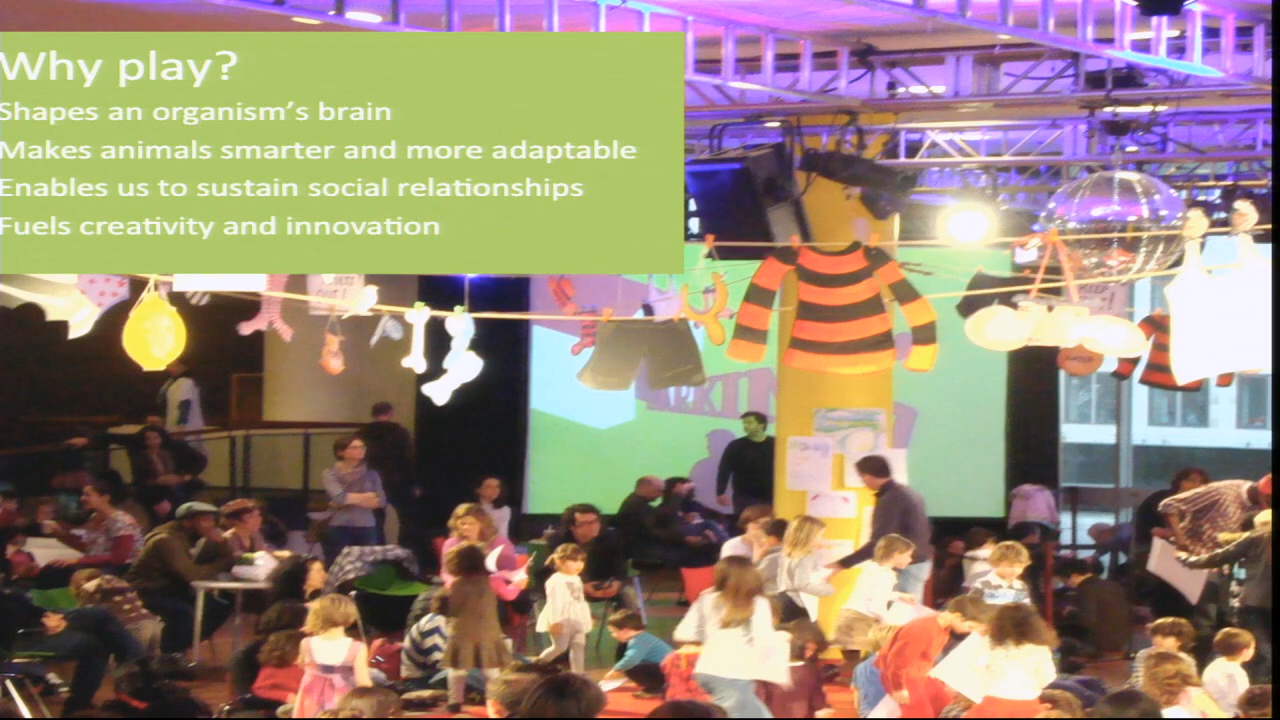 Why play?
Shapes an organism's brain
Makes animals smarter and more adaptable
Enables us to sustain social relationships
Fuels creativity and innovation